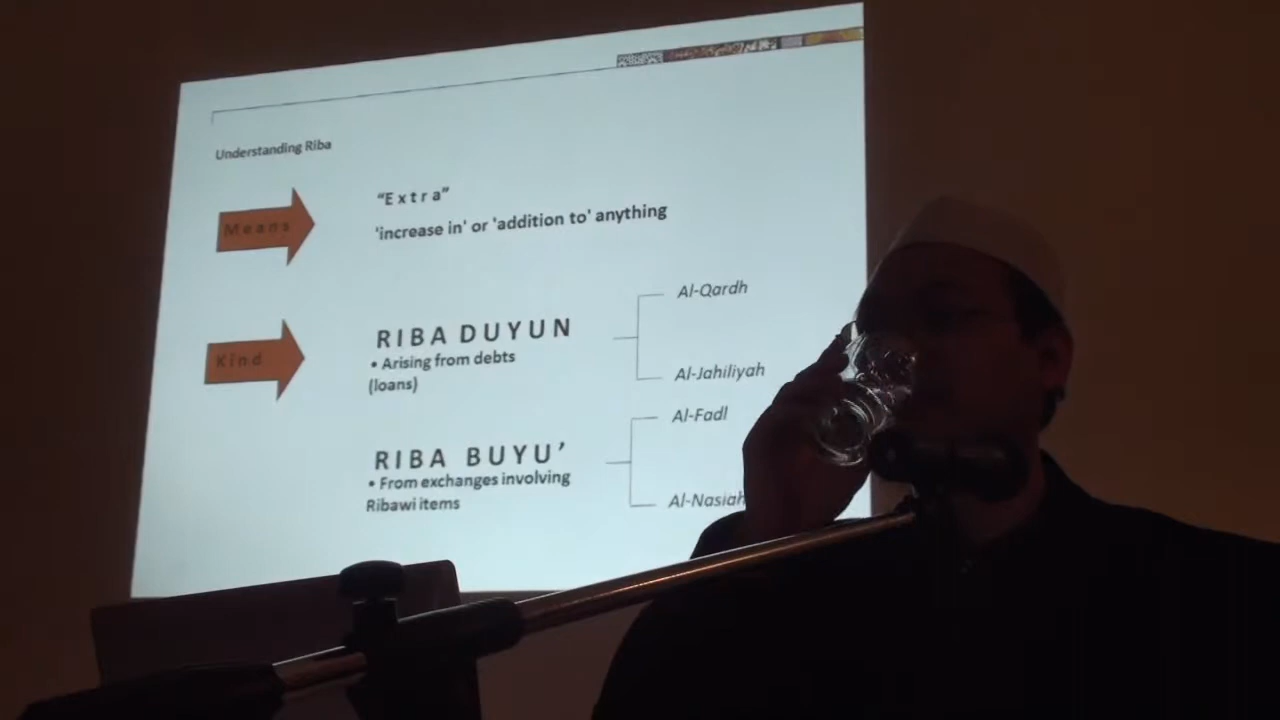 Understanding Riba
Means
"Extra"
'increase in' or 'addition to' anything
Kind
RIBA DUYUN
• Arising from debts
(loans)
Al-Qardh
Al-Jahiliyah
RIBA BUYU'
• From exchanges involving
Ribawi items
Al-Fadl
Al-Nasiah